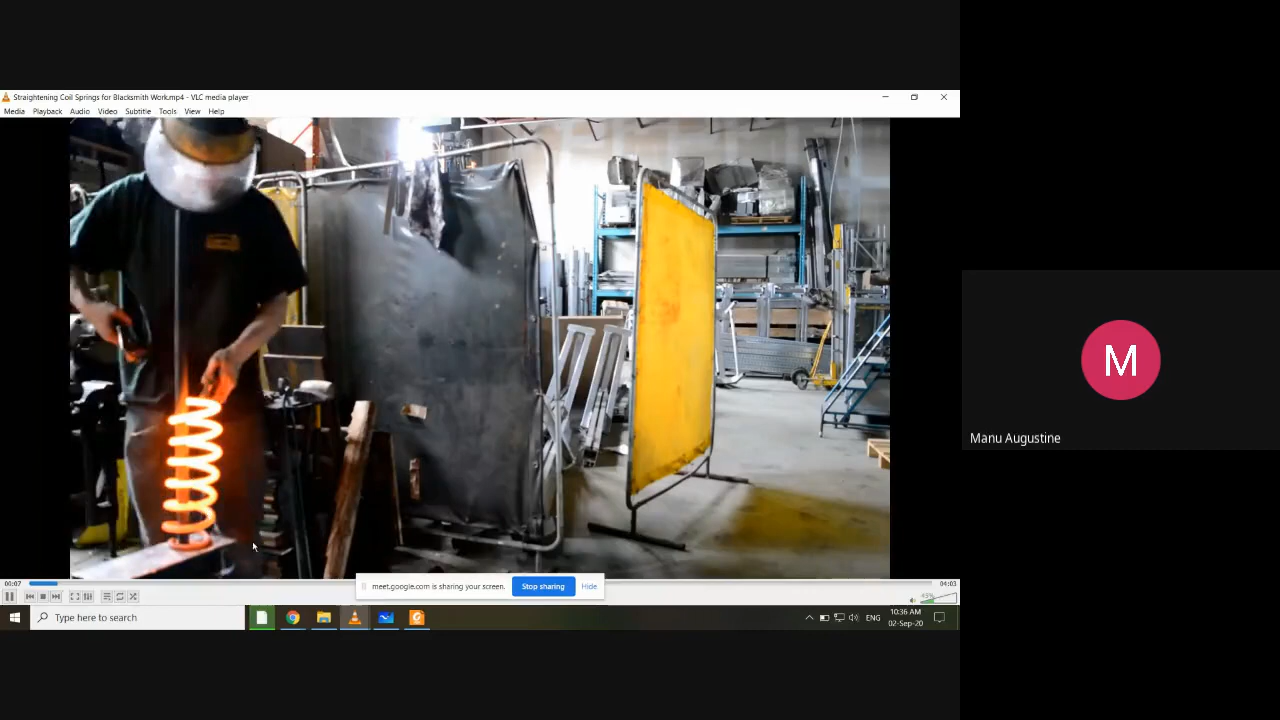 Straightening Coil Springs for Blacksmith Work.mp4 - VLC media player
Media Playback Audio Video Subtitle Tools View Help
M
Manu Augustine
00:07
04:03
meet.google.com is sharing your screen. Stop sharing Hide
Type here to search
ENG
10:36 AM
02-Sep-20